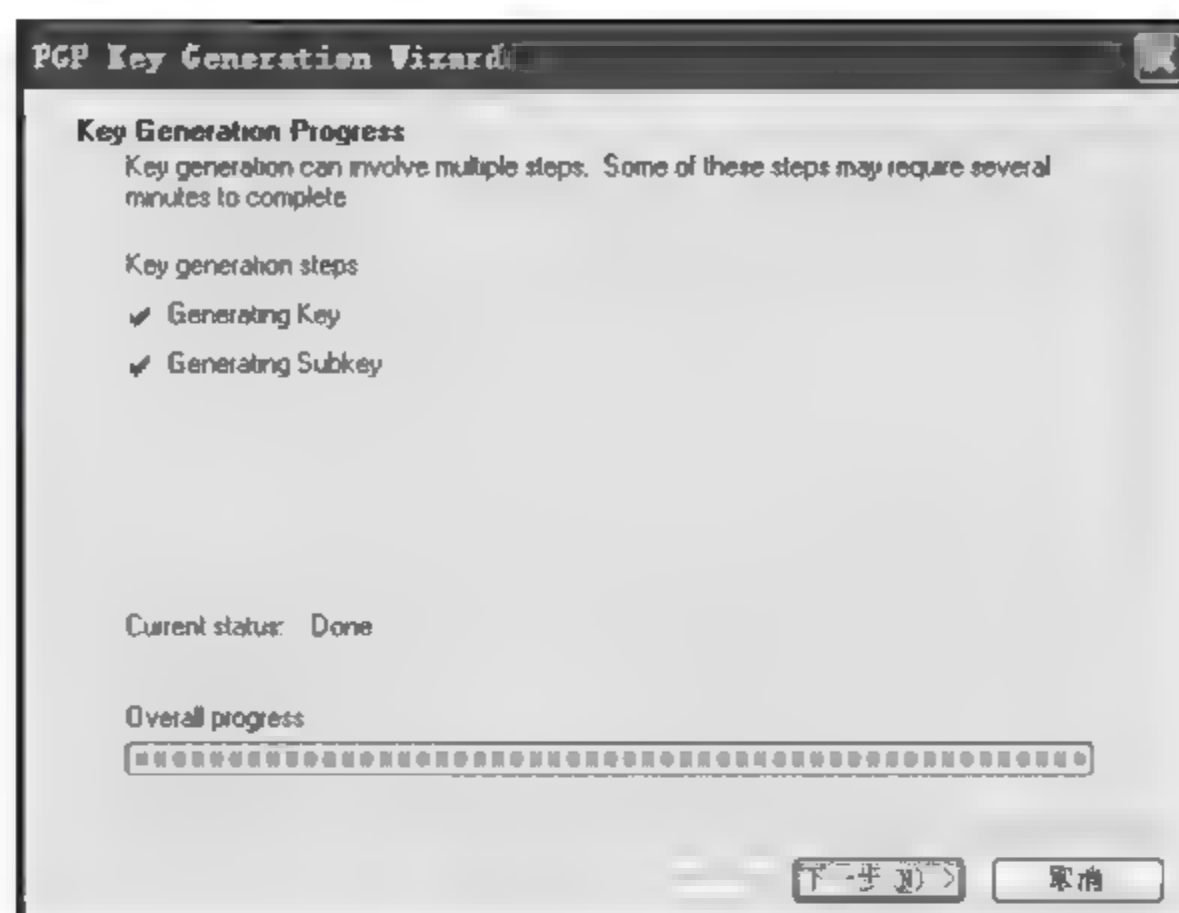 PGP Key Generation Wizard
Key Generation Progress
Key generation can involve multiple steps. Some of these steps may require several
minutes to complete
Key generation steps
Generating Key
Generating Subkey
Current status: Done
Overall progress
下一步(N) >
取消